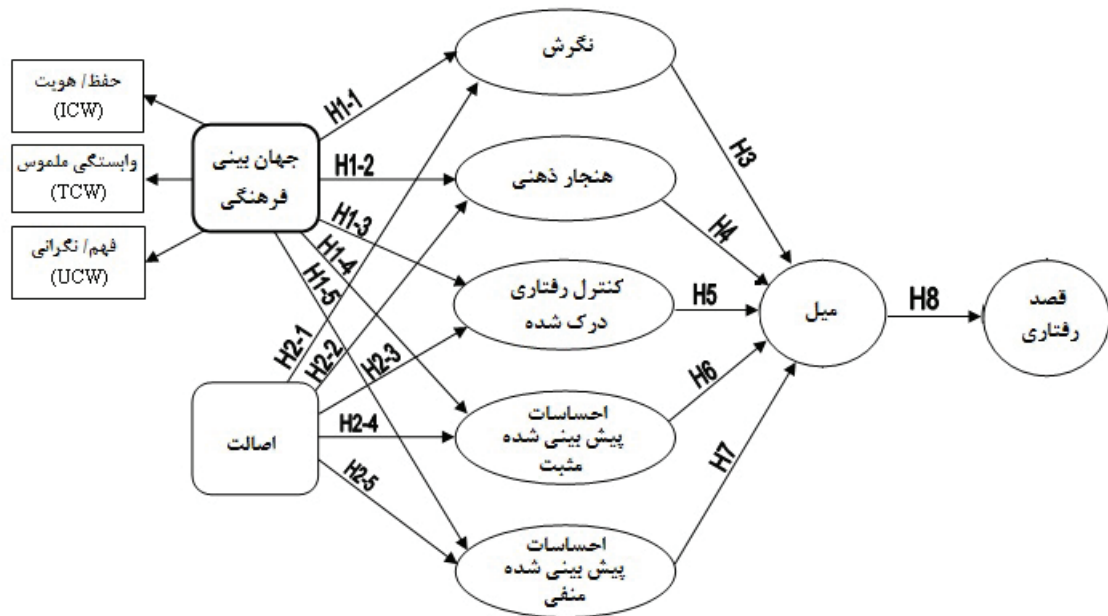 نگرش
حفظ/ هویت
(ICW)
وابستگی ملموس
(TCW)
فهم/ نگرانی
(UCW)
جهان بینی
فرهنگی
H1-1
H1-2
H1-3
H1-4
H1-5
هنجار ذهنی
کنترل رفتاری
درک شده
H2-1
H2-2
H2-3
H2-4
H2-5
اصالت
احساسات
پیش بینی شده
مثبت
احساسات
پیش بینی شده
منفی
H3
H4
H5
H6
H7
میل
H8
قصد
رفتاری